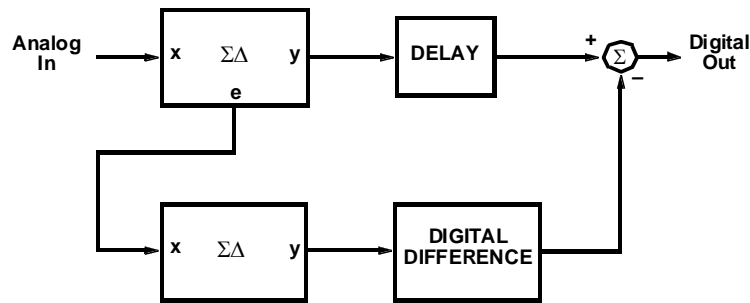 Analog
In
x ΣΔ y
e
DELAY
+
Σ
−
Digital
Out
x ΣΔ y
DIGITAL
DIFFERENCE